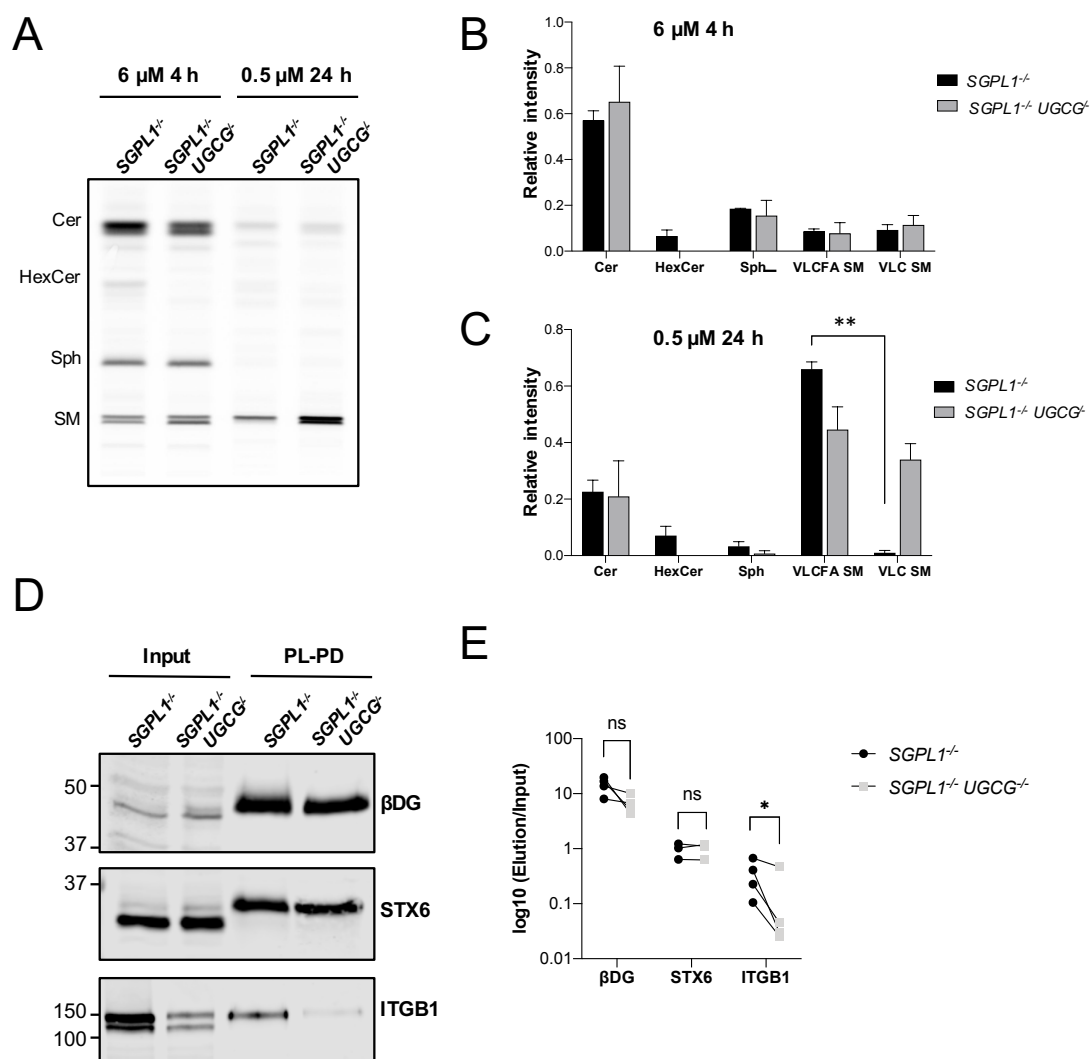 A
6 µM 4 h
0.5 µM 24 h
SGPL1-/-
SGPL1-/-
UGCG-/-
SGPL1-/-
SGPL1-/-
UGCG-/-
Cer
HexCer
Sph
SM
B
6 µM 4 h
Relative intensity
1.0
0.8
0.6
0.4
0.2
0.0
Cer
HexCer
Sph
VLCFA SM
VLC SM
SGPL1-/-
SGPL1-/- UGCG-/-
C
0.5 µM 24 h
**
Relative intensity
0.8
0.6
0.4
0.2
0.0
Cer
HexCer
Sph
VLCFA SM
VLC SM
SGPL1-/-
SGPL1-/- UGCG-/-
D
Input
PL-PD
SGPL1-/-
SGPL1-/-
UGCG-/-
SGPL1-/-
SGPL1-/-
UGCG-/-
50
37
βDG
37
STX6
150
100
ITGB1
E
log10 (Elution/Input)
100
10
1
0.1
0.01
ns
ns
*
βDG
STX6
ITGB1
SGPL1-/-
SGPL1-/- UGCG-/-